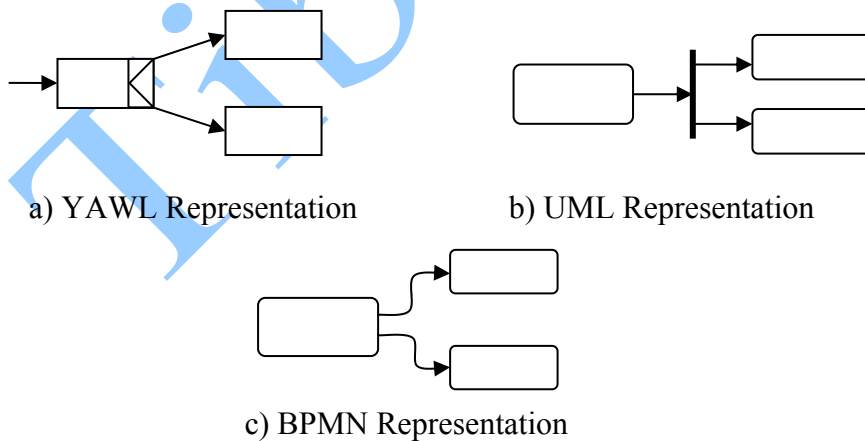 a) YAWL Representation
b) UML Representation
c) BPMN Representation